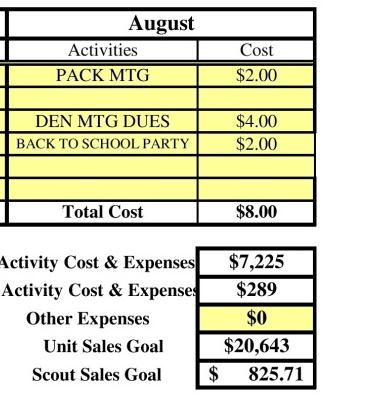 August
Activities Cost
PACK MTG $2.00
DEN MTG DUES $4.00
BACK TO SCHOOL PARTY $2.00
Total Cost $8.00
Activity Cost & Expenses $7,225
Activity Cost & Expenses $289
Other Expenses $0
Unit Sales Goal $20,643
Scout Sales Goal $ 825.71